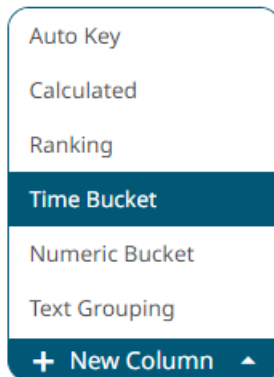 Auto Key
Calculated
Ranking
Time Bucket
Numeric Bucket
Text Grouping
+ New Column